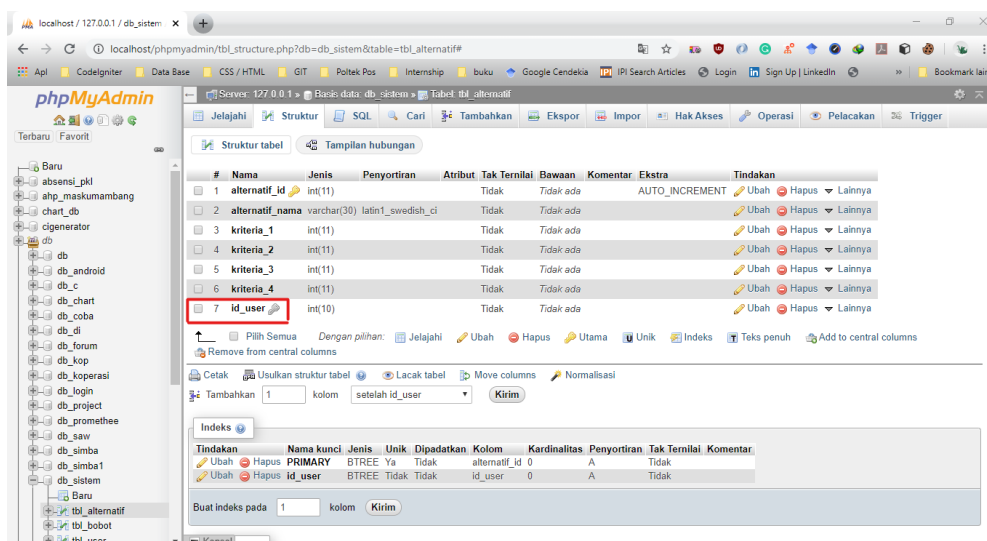 localhost / 127.0.0.1 / db_sistem
localhost/phpmyadmin/tbl_structure.php?db=db_sistem&table=tbl_alternatif#
Apl CodeIgniter Data Base CSS / HTML GIT Poltek Pos Internship buku Google Cendekia IPI Search Articles Login Sign Up | LinkedIn » Bookmark lain
phpMyAdmin
Terbaru Favorit
Baru
absensi_pkl
ahp_maskumambang
chart_db
cigenerator
db
db
db_android
db_c
db_chart
db_coba
db_di
db_forum
db_kop
db_koperasi
db_login
db_project
db_promethee
db_saw
db_simba
db_simba1
db_sistem
Baru
tbl_alternatif
tbl_bobot
tbl_user
Server: 127.0.0.1 » Basis data: db_sistem » Tabel: tbl_alternatif
Jelajahi Struktur SQL Cari Tambahkan Ekspor Impor Hak Akses Operasi Pelacakan Trigger
Struktur tabel Tampilan hubungan
# Nama Jenis Penyortiran Atribut Tak Ternilai Bawaan Komentar Ekstra Tindakan
1 alternatif_id int(11) Tidak Tidak ada AUTO_INCREMENT Ubah Hapus Lainnya
2 alternatif_nama varchar(30) latin1_swedish_ci Tidak Tidak ada Ubah Hapus Lainnya
3 kriteria_1 int(11) Tidak Tidak ada Ubah Hapus Lainnya
4 kriteria_2 int(11) Tidak Tidak ada Ubah Hapus Lainnya
5 kriteria_3 int(11) Tidak Tidak ada Ubah Hapus Lainnya
6 kriteria_4 int(11) Tidak Tidak ada Ubah Hapus Lainnya
7 id_user int(10) Tidak Tidak ada Ubah Hapus Lainnya
Pilih Semua Dengan pilihan: Jelajahi Ubah Hapus Utama Unik Indeks Teks penuh Add to central columns
Remove from central columns
Cetak Usulkan struktur tabel Lacak tabel Move columns Normalisasi
Tambahkan 1 kolom setelah id_user Kirim
Indeks
Tindakan Nama kunci Jenis Unik Dipadatkan Kolom Kardinalitas Penyortiran Tak Ternilai Komentar
Ubah Hapus PRIMARY BTREE Ya Tidak alternatif_id 0 A Tidak
Ubah Hapus id_user BTREE Tidak Tidak id_user 0 A Tidak
Buat indeks pada 1 kolom Kirim
Konsol